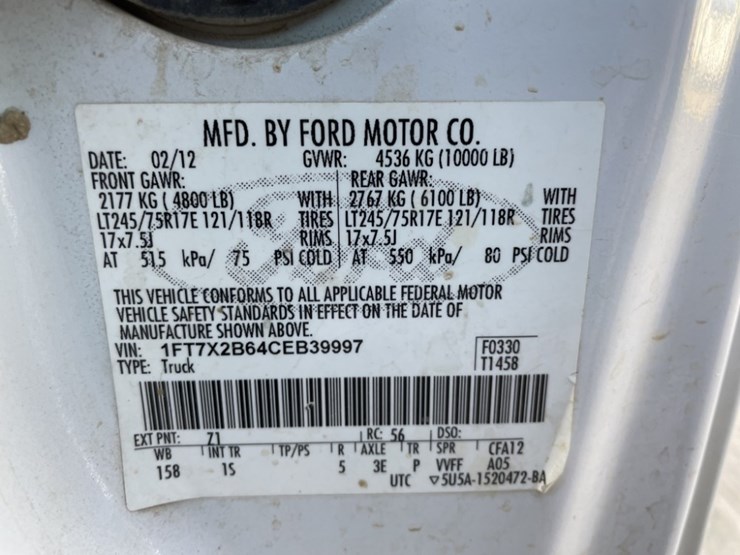 MFD. BY FORD MOTOR CO.
DATE: 02/12 GVWR: 4536 KG (10000 LB)
FRONT GAWR: REAR GAWR:
2177 KG ( 4800 LB) WITH 2767 KG ( 6100 LB) WITH
LT245/75R17E 121/118R TIRES LT245/75R17E 121/118R TIRES
17x7.5J RIMS 17x7.5J RIMS
AT 515 kPa/ 75 PSI COLD AT 550 kPa/ 80 PSI COLD
Ford
THIS VEHICLE CONFORMS TO ALL APPLICABLE FEDERAL MOTOR
VEHICLE SAFETY STANDARDS IN EFFECT ON THE DATE OF
MANUFACTURE SHOWN ABOVE.
VIN: 1FT7X2B64CEB39997 F0330
TYPE: Truck T1458
EXT PNT: Z1 RC: 56 DSO:
WB INT TR TP/PS R AXLE TR SPR CFA12
158 1S 5 3E P VVFF A05
UTC ▽5U5A-1520472-BA